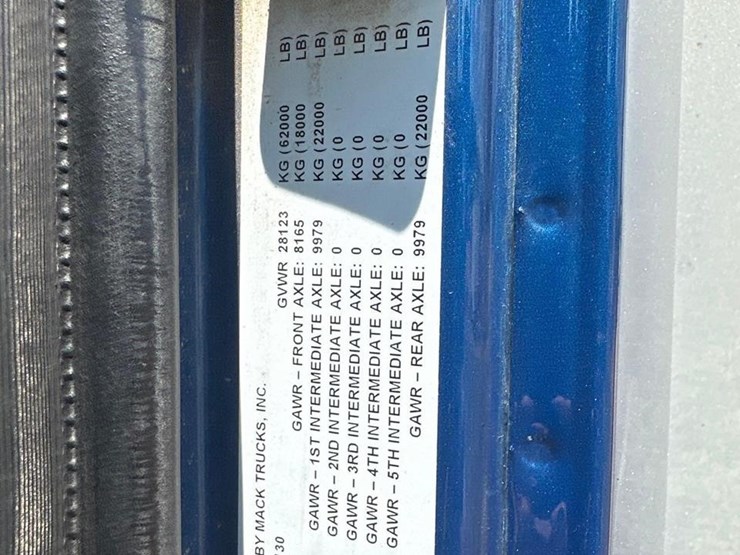 BY MACK TRUCKS, INC.
30 GVWR 28123 KG (62000 LB)
GAWR – FRONT AXLE: 8165 KG (18000 LB)
GAWR – 1ST INTERMEDIATE AXLE: 9979 KG (22000 LB)
GAWR – 2ND INTERMEDIATE AXLE: 0 KG (0 LB)
GAWR – 3RD INTERMEDIATE AXLE: 0 KG (0 LB)
GAWR – 4TH INTERMEDIATE AXLE: 0 KG (0 LB)
GAWR – 5TH INTERMEDIATE AXLE: 0 KG (0 LB)
GAWR – REAR AXLE: 9979 KG (22000 LB)